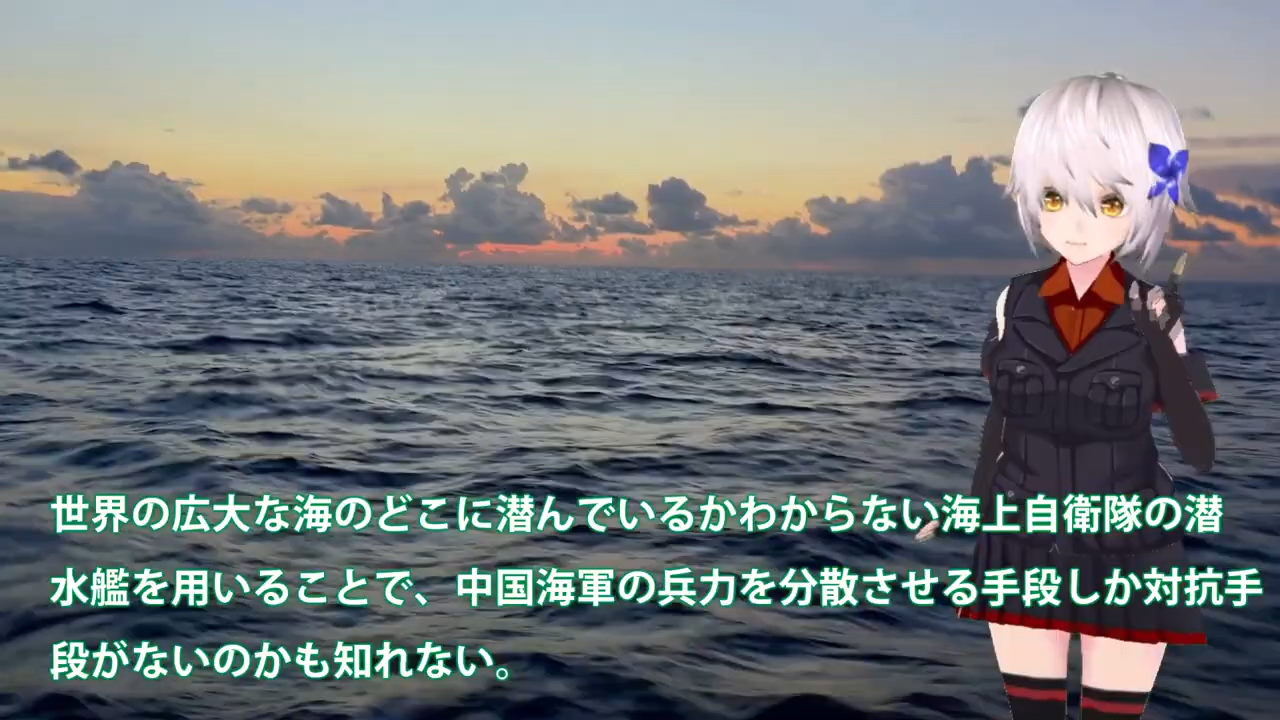 世界の広大な海のどこに潜んでいるかわからない海上自衛隊の潜
水艦を用いることで、中国海軍の兵力を分散させる手段しか対抗手
段がないのかも知れない。